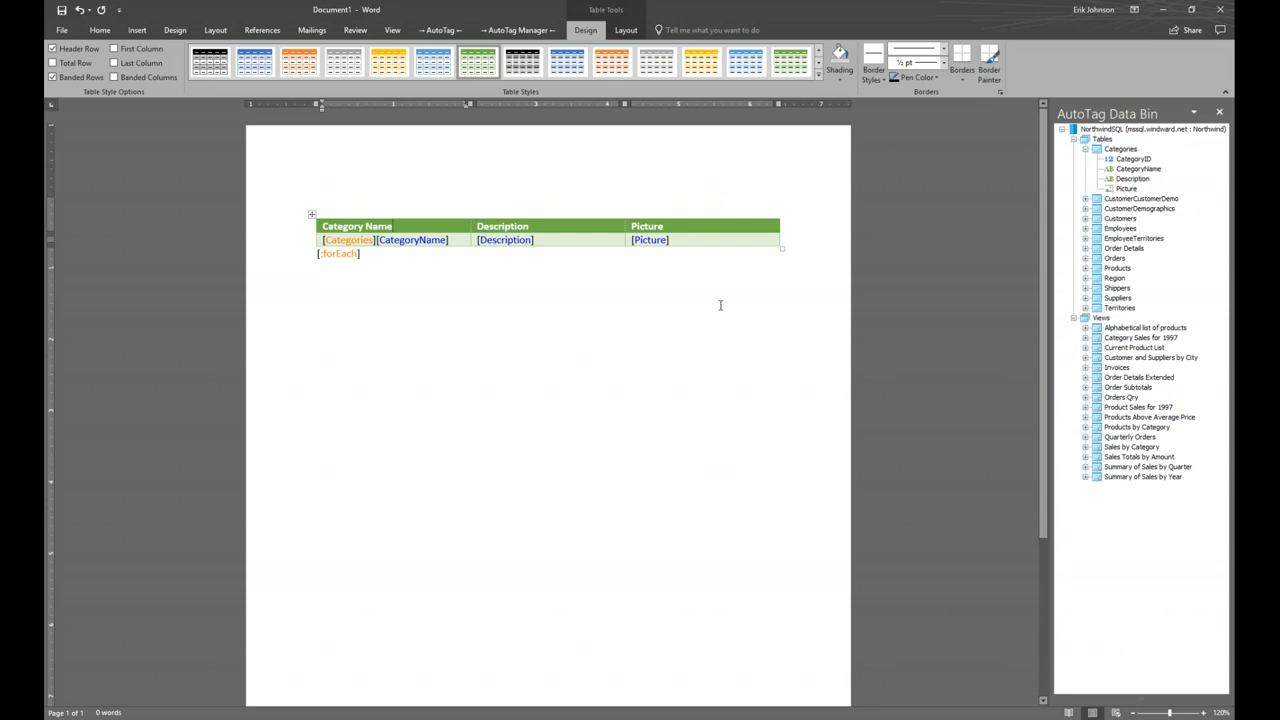 Document1 - Word
Table Tools
Erik Johnson
File Home Insert Design Layout References Mailings Review View → AutoTag ← → AutoTag Manager ← Design Layout Tell me what you want to do Share
Header Row First Column
Total Row Last Column
Banded Rows Banded Columns
Table Style Options
Table Styles
Shading
Border Styles
½ pt
Pen Color
Borders
Border Painter
Borders
AutoTag Data Bin
NorthwindSQL (mssql.windward.net : Northwind)
Tables
Categories
CategoryID
CategoryName
Description
Picture
CustomerCustomerDemo
CustomerDemographics
Customers
Employees
EmployeeTerritories
Order Details
Orders
Products
Region
Shippers
Suppliers
Territories
Views
Alphabetical list of products
Category Sales for 1997
Current Product List
Customer and Suppliers by City
Invoices
Order Details Extended
Order Subtotals
Orders Qry
Product Sales for 1997
Products Above Average Price
Products by Category
Quarterly Orders
Sales by Category
Sales Totals by Amount
Summary of Sales by Quarter
Summary of Sales by Year
Category Name Description Picture
[Categories][CategoryName] [Description] [Picture]
[:forEach]
Page 1 of 1 0 words
120%